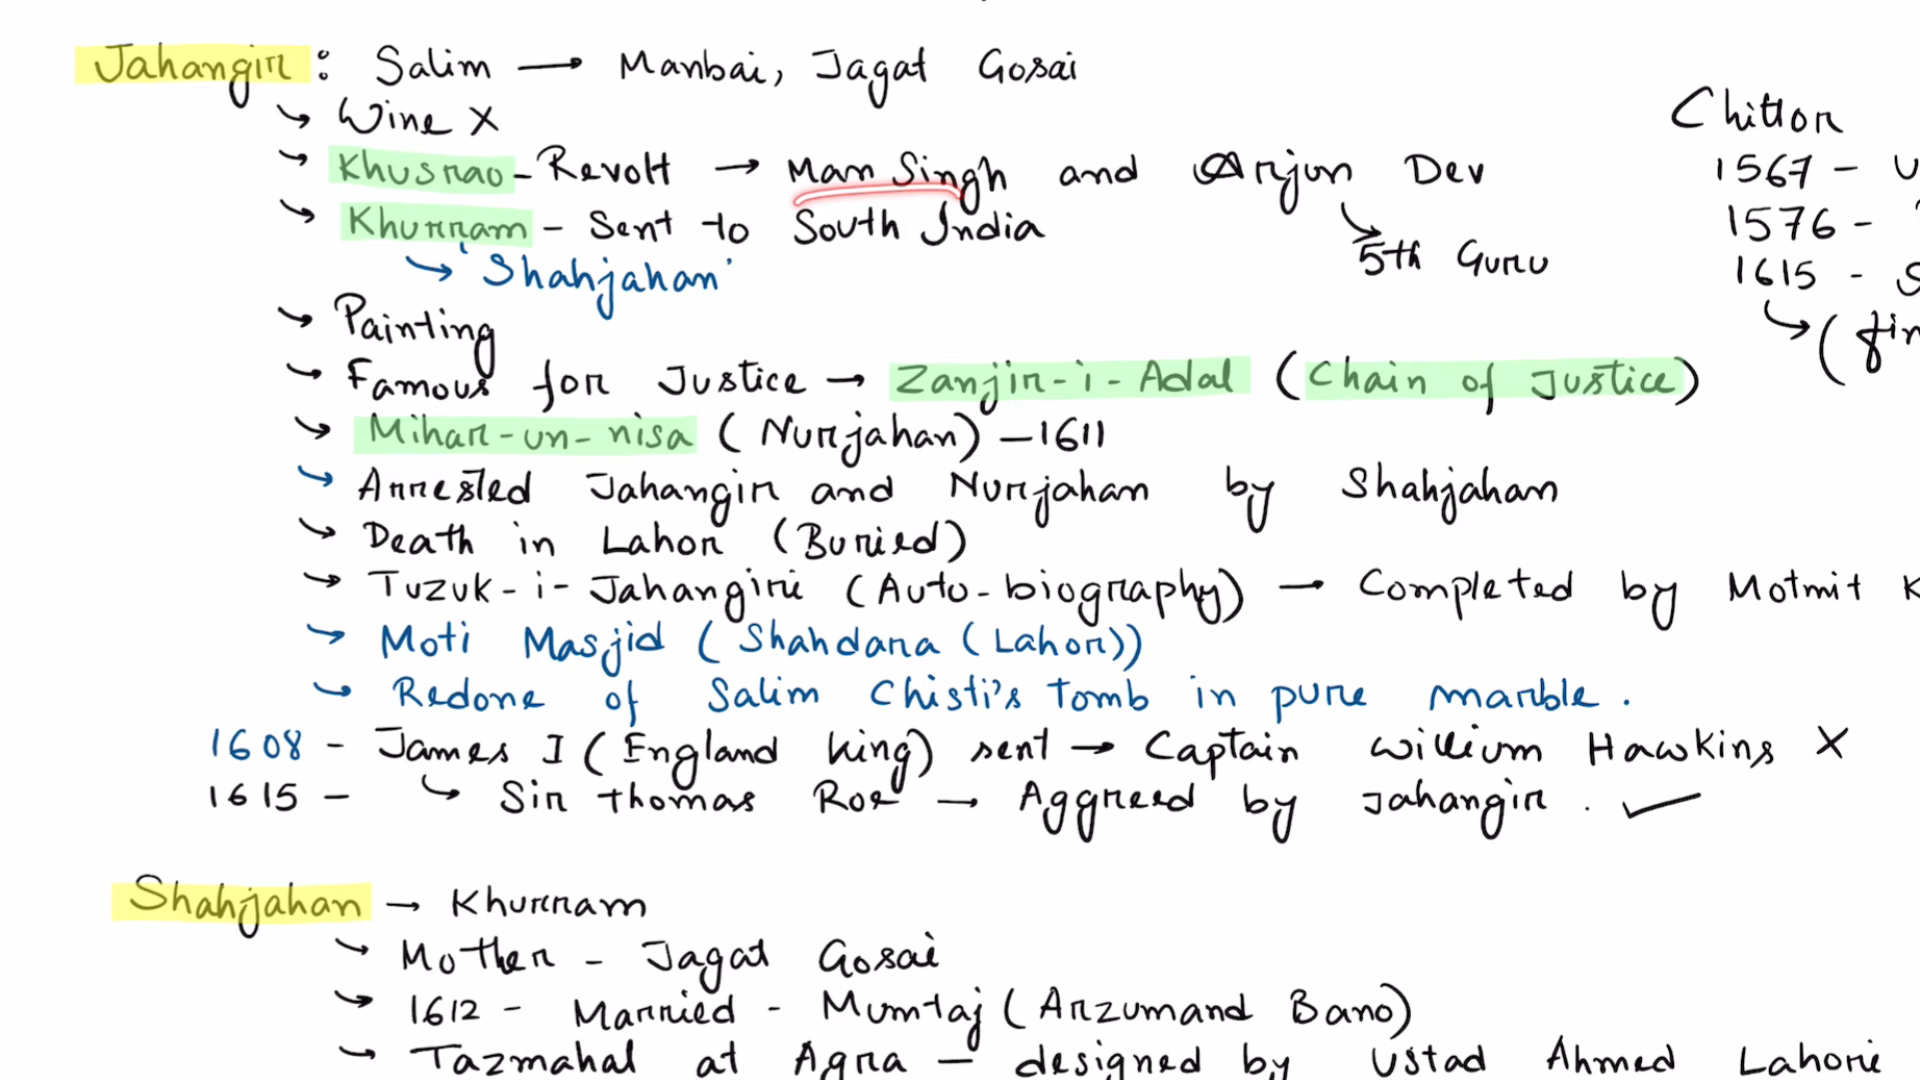 Jahangir : Salim → Manbai, Jagat Gosai
↳ Wine X
↳ Khusrao - Revolt → Man Singh and Arjun Dev
↳ 5th Guru
↳ Khurram - Sent to South India
↳ 'Shahjahan'
↳ Painting
↳ Famous for Justice → Zanjir-i-Adal (Chain of Justice)
↳ Mihar-un-nisa (Nurjahan) - 1611
↳ Arrested Jahangir and Nurjahan by Shahjahan
↳ Death in Lahor (Buried)
↳ Tuzuk-i-Jahangiri (Auto-biography) → Completed by Motmit K
↳ Moti Masjid (Shahdara (Lahor))
↳ Redone of Salim Chisti's Tomb in pure marble.
1608 - James I (England king) sent → Captain William Hawkins X
1615 - ↳ Sir Thomas Roe → Aggreed by Jahangir. ✓
Chittor
1567 - U
1576 -
1615 - S
↳ (
Shahjahan → Khurram
↳ Mother - Jagat Gosai
↳ 1612 - Married - Mumtaj (Arzumand Bano)
↳ Tazmahal at Agra - designed by Ustad Ahmed Lahori